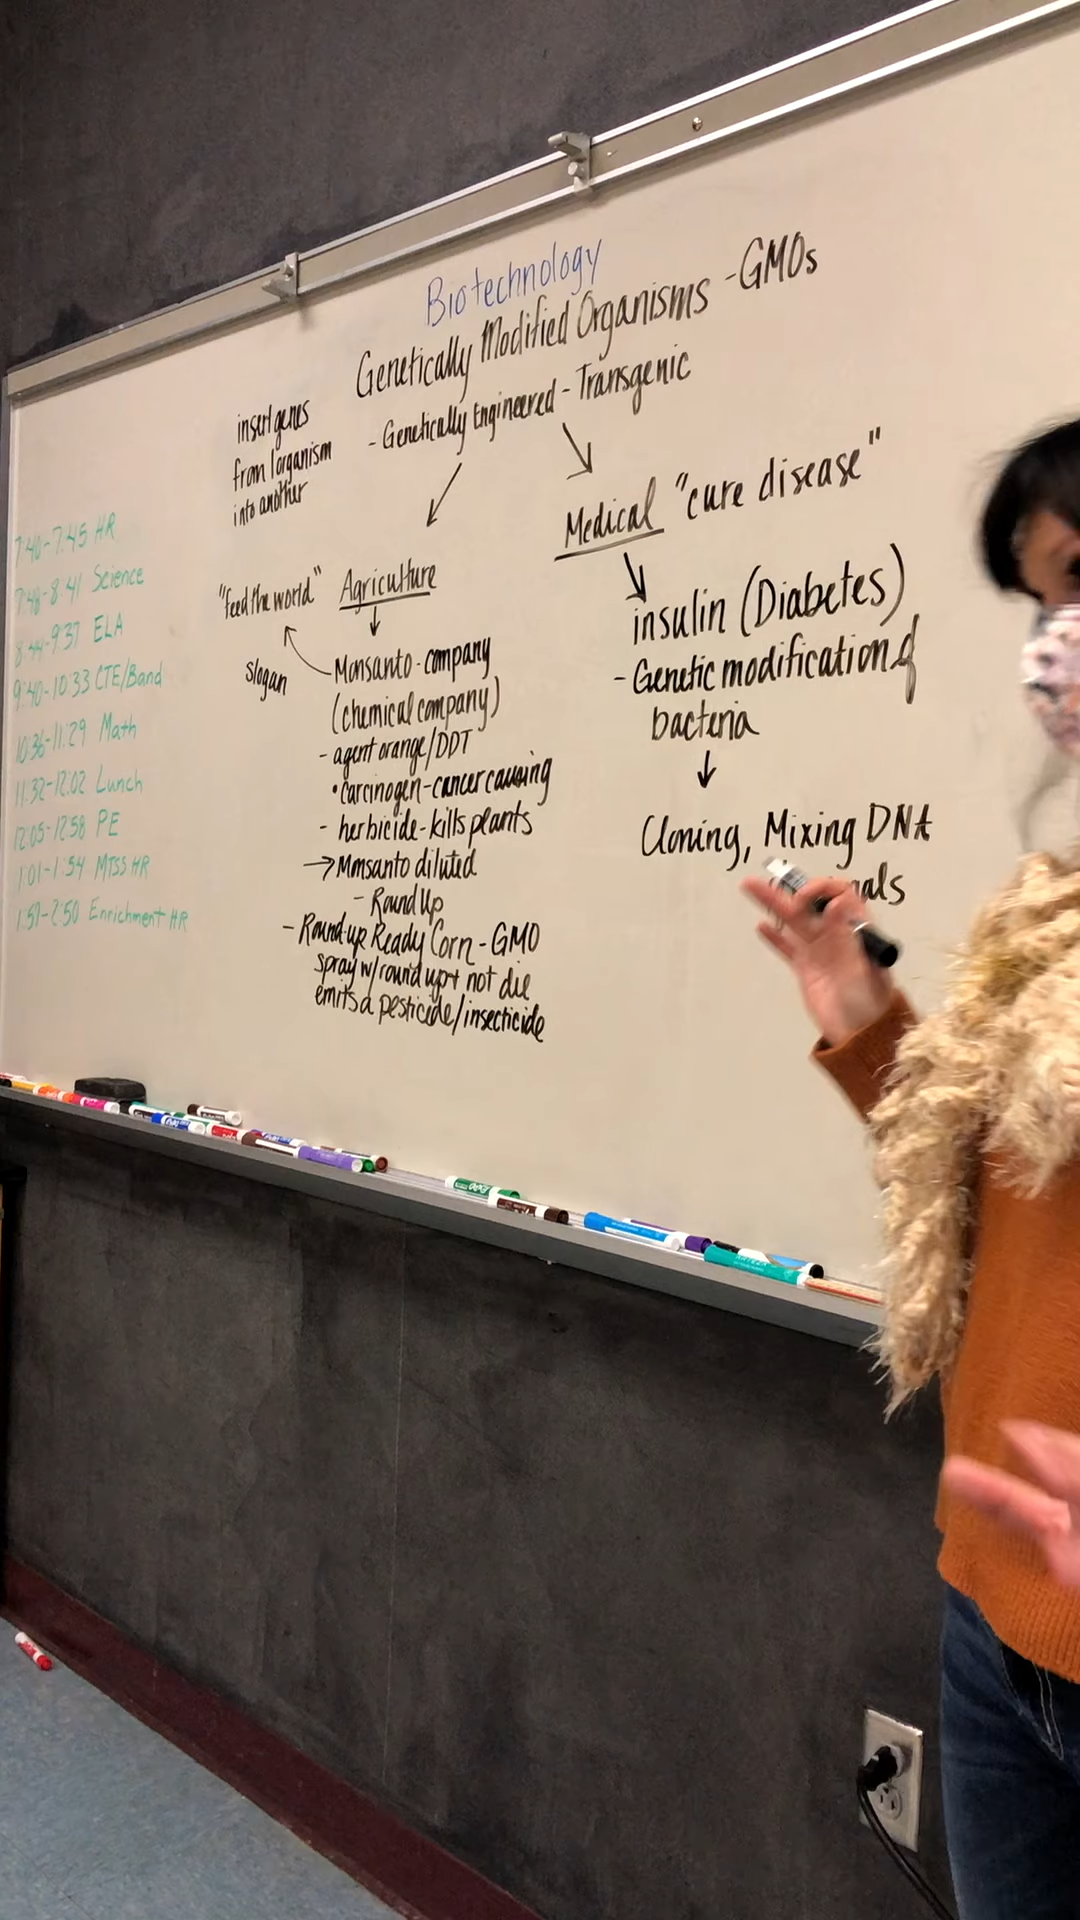 Biotechnology
Genetically Modified Organisms - GMOs
- Genetically Engineered - Transgenic
insert genes
from 1 organism
into another
7:40-7:45 HR
7:48-8:41 Science
8:44-9:37 ELA
9:40-10:33 CTE/Band
10:36-11:29 Math
11:32-12:02 Lunch
12:05-12:58 PE
1:01-1:54 MTSS HR
1:57-2:50 Enrichment HR
"feed the world" Agriculture
slogan
Monsanto - company
(chemical company)
- agent orange/DDT
• carcinogen - cancer causing
- herbicide - kills plants
→ Monsanto diluted
- Round Up
- Round-up Ready Corn - GMO
spray w/ round up + not die
emits a pesticide/insecticide
Medical "cure disease"
insulin (Diabetes)
- Genetic modification of
bacteria
Cloning, Mixing DNA